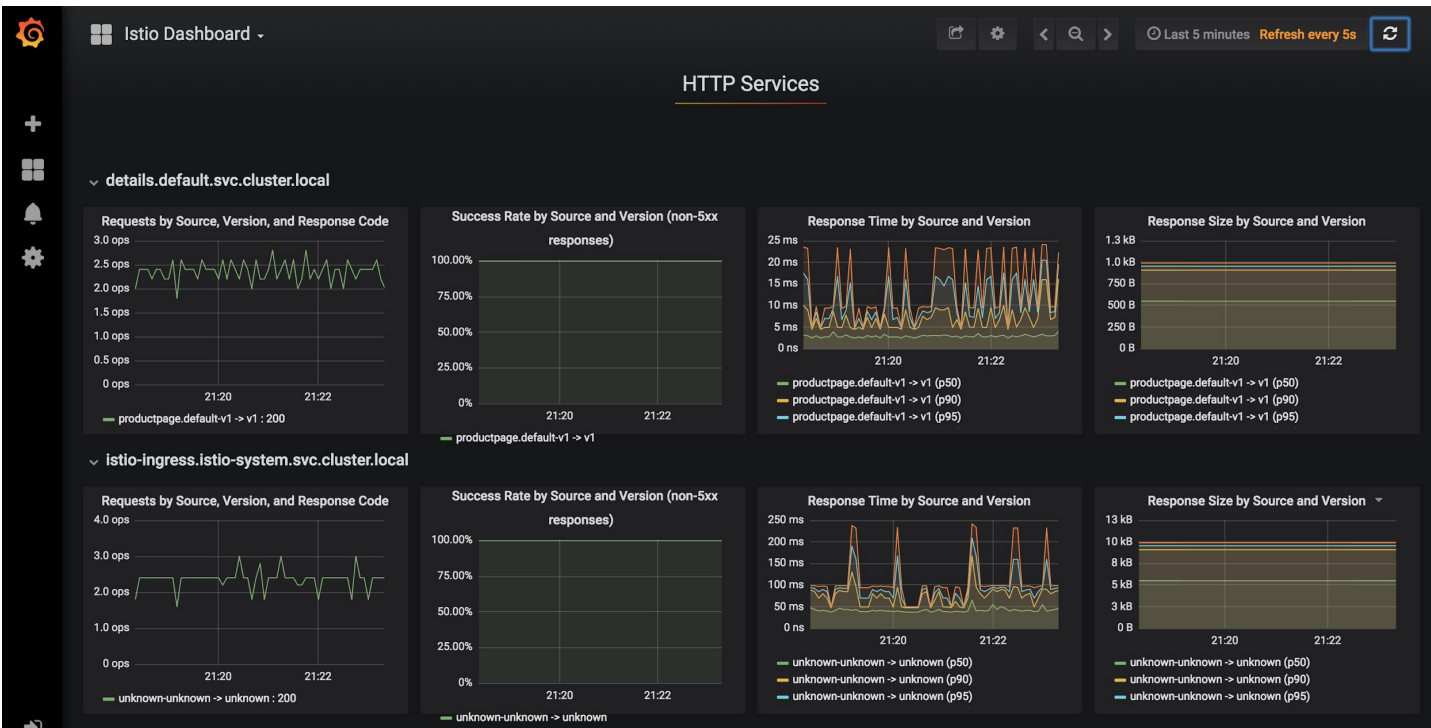 Istio Dashboard
Last 5 minutes Refresh every 5s
HTTP Services
details.default.svc.cluster.local
Requests by Source, Version, and Response Code
3.0 ops
2.5 ops
2.0 ops
1.5 ops
1.0 ops
0.5 ops
0 ops
21:20 21:22
productpage.default-v1 -> v1 : 200
Success Rate by Source and Version (non-5xx
responses)
100.00%
75.00%
50.00%
25.00%
0%
21:20 21:22
productpage.default-v1 -> v1
Response Time by Source and Version
25 ms
20 ms
15 ms
10 ms
5 ms
0 ns
21:20 21:22
productpage.default-v1 -> v1 (p50)
productpage.default-v1 -> v1 (p90)
productpage.default-v1 -> v1 (p95)
Response Size by Source and Version
1.3 kB
1.0 kB
750 B
500 B
250 B
0 B
21:20 21:22
productpage.default-v1 -> v1 (p50)
productpage.default-v1 -> v1 (p90)
productpage.default-v1 -> v1 (p95)
istio-ingress.istio-system.svc.cluster.local
Requests by Source, Version, and Response Code
4.0 ops
3.0 ops
2.0 ops
1.0 ops
0 ops
21:20 21:22
unknown-unknown -> unknown : 200
Success Rate by Source and Version (non-5xx
responses)
100.00%
75.00%
50.00%
25.00%
0%
21:20 21:22
unknown-unknown -> unknown
Response Time by Source and Version
250 ms
200 ms
150 ms
100 ms
50 ms
0 ns
21:20 21:22
unknown-unknown -> unknown (p50)
unknown-unknown -> unknown (p90)
unknown-unknown -> unknown (p95)
Response Size by Source and Version
13 kB
10 kB
8 kB
5 kB
3 kB
0 B
21:20 21:22
unknown-unknown -> unknown (p50)
unknown-unknown -> unknown (p90)
unknown-unknown -> unknown (p95)